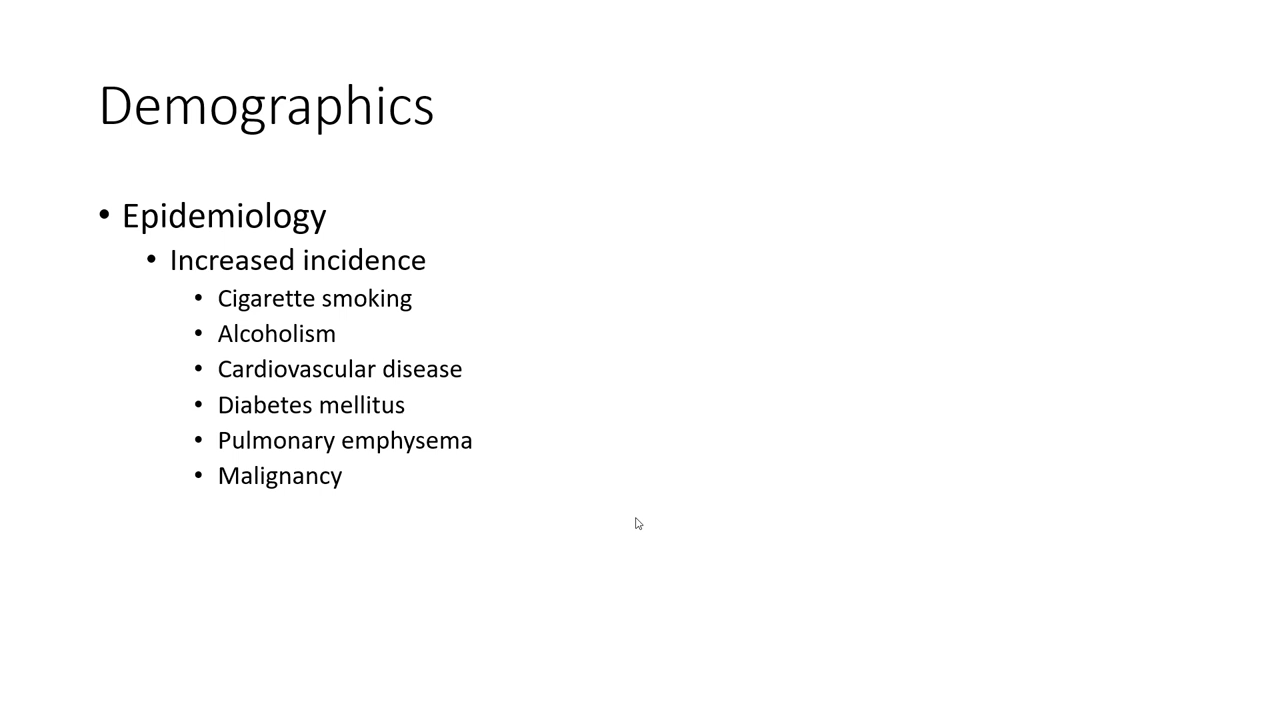 Demographics
• Epidemiology
• Increased incidence
• Cigarette smoking
• Alcoholism
• Cardiovascular disease
• Diabetes mellitus
• Pulmonary emphysema
• Malignancy